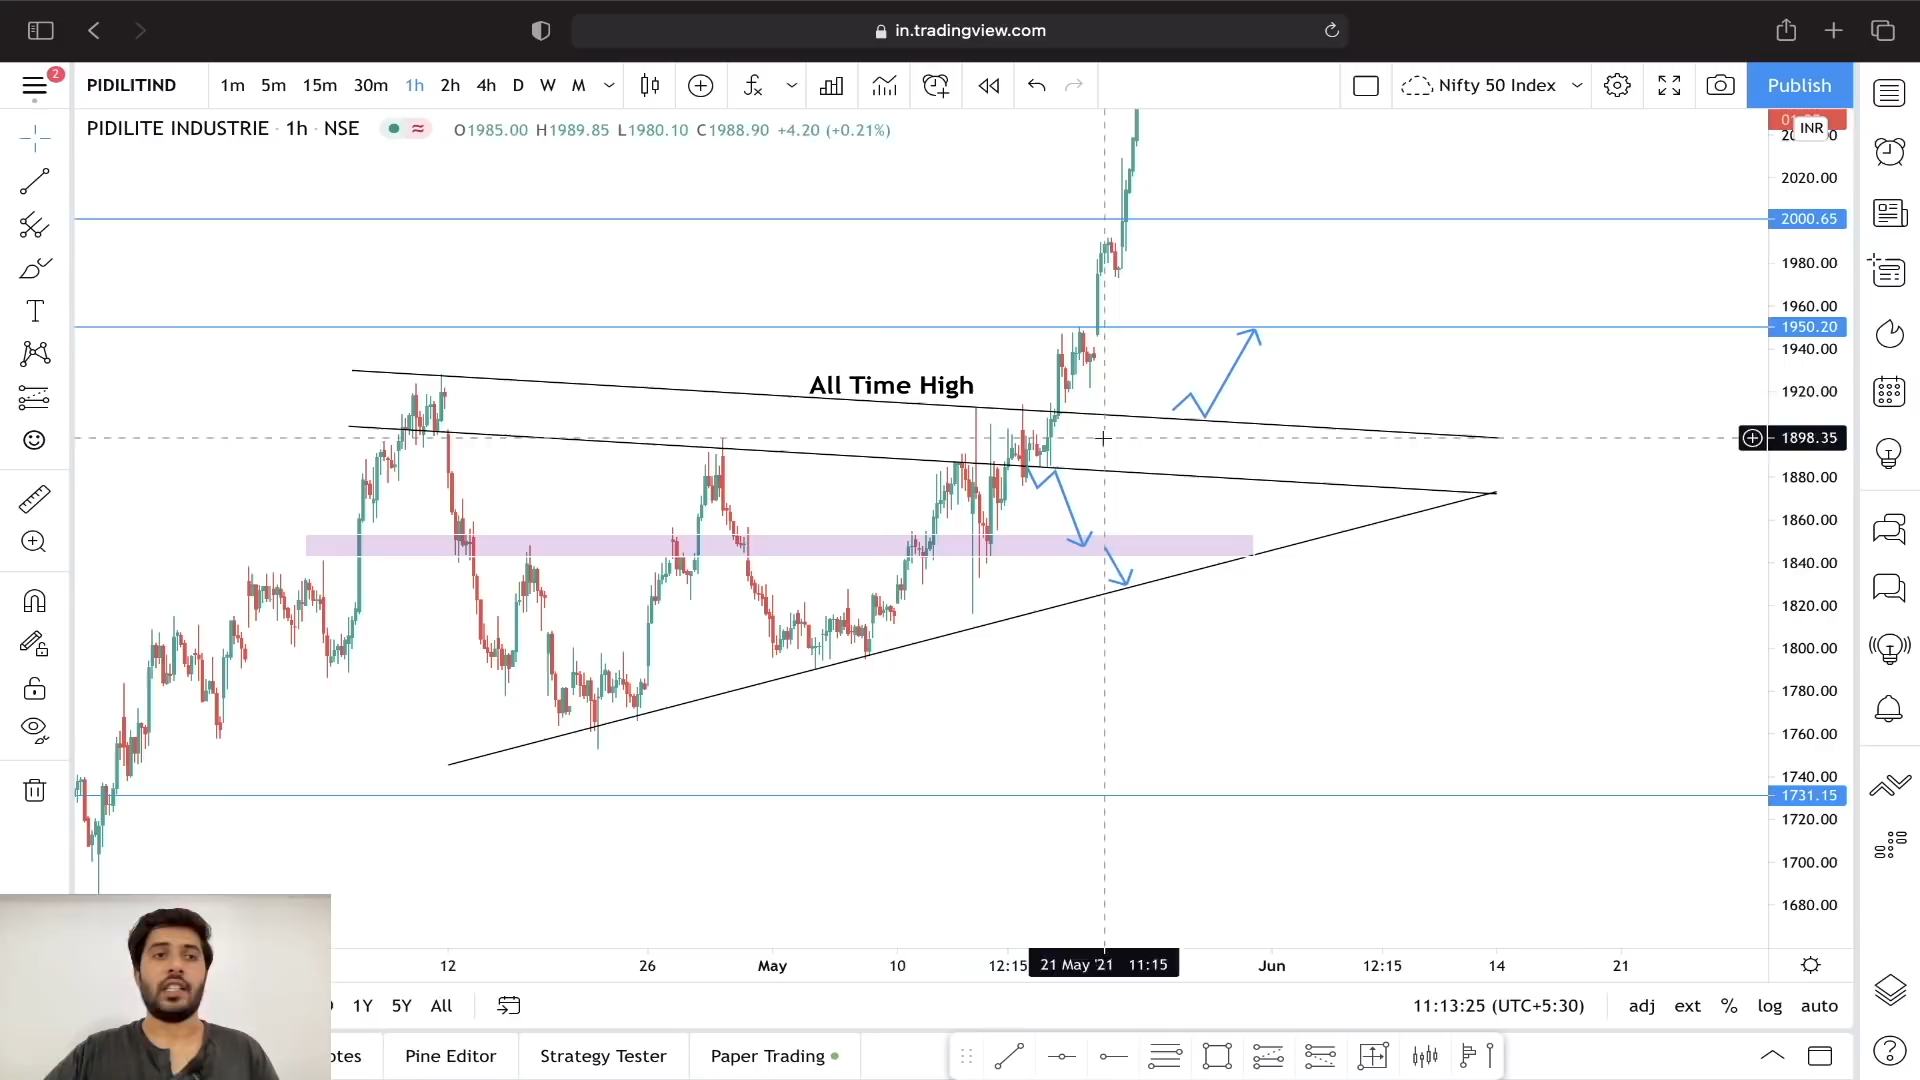 in.tradingview.com
2
PIDILITIND 1m 5m 15m 30m 1h 2h 4h D W M Nifty 50 Index Publish
PIDILITE INDUSTRIE · 1h · NSE O1985.00 H1989.85 L1980.10 C1988.90 +4.20 (+0.21%)
INR
2020.00
2000.65
1980.00
1960.00
1950.20
1940.00
All Time High
1920.00
1898.35
1880.00
1860.00
1840.00
1820.00
1800.00
1780.00
1760.00
1740.00
1731.15
1720.00
1700.00
1680.00
12 26 May 10 12:15 21 May '21 11:15 Jun 12:15 14 21
1Y 5Y All 11:13:25 (UTC+5:30) adj ext % log auto
otes Pine Editor Strategy Tester Paper Trading